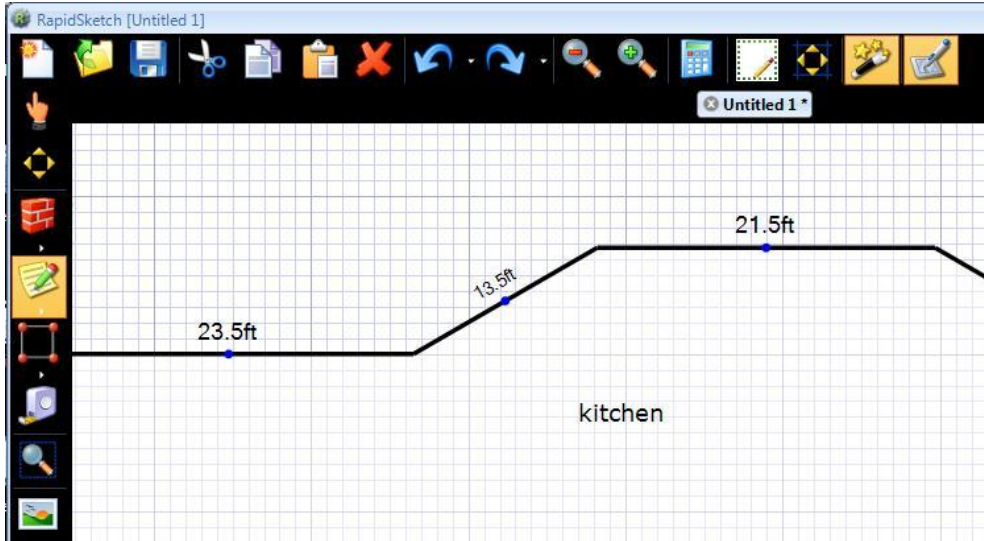 RapidSketch [Untitled 1]
Untitled 1 *
21.5ft
13.5ft
23.5ft
kitchen